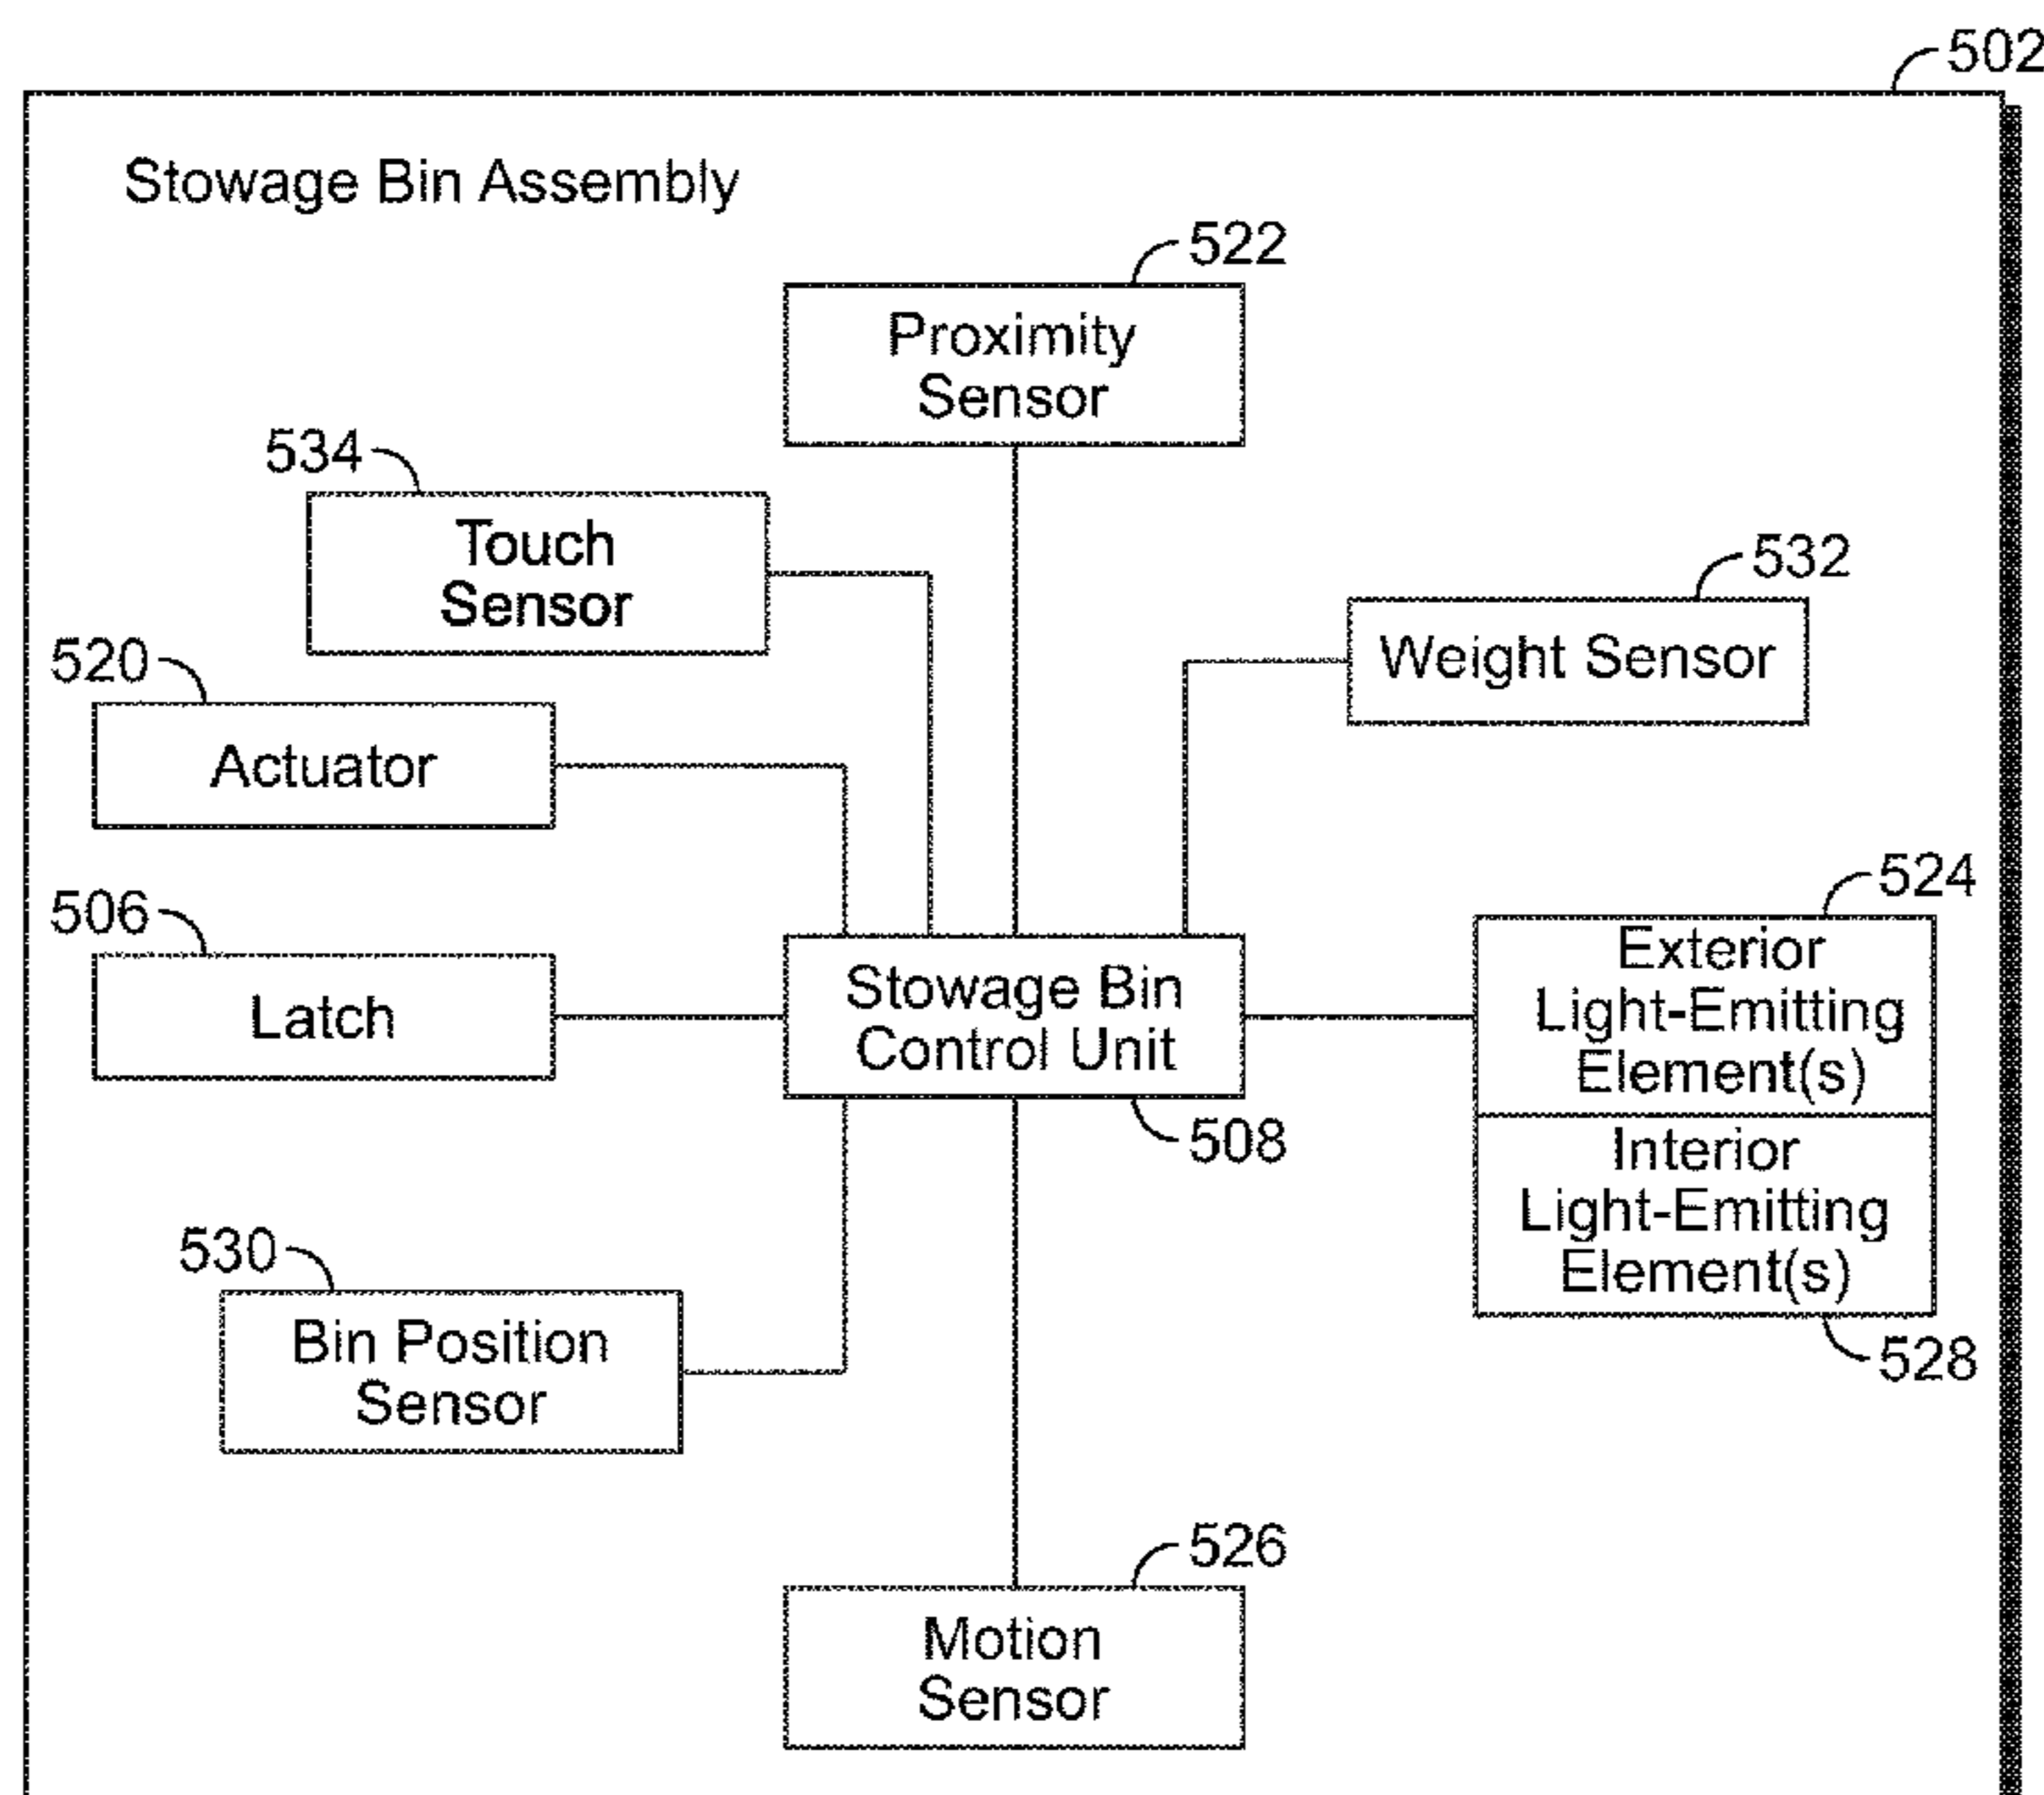 502
Stowage Bin Assembly
522
Proximity
Sensor
534
Touch
Sensor
532
Weight Sensor
520
Actuator
524
Exterior
Light-Emitting
Element(s)
506
Latch
Stowage Bin
Control Unit
508
Interior
Light-Emitting
Element(s)
528
530
Bin Position
Sensor
526
Motion
Sensor